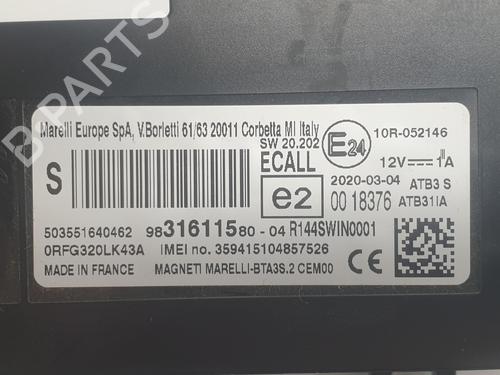 B PARTS
Marelli Europe SpA, V.Borletti 61/63 20011 Corbetta MI Italy
SW 20.202
E24
10R-052146
S
ECALL
12V⎓1A
e2
2020-03-04 ATB3 S
00 18376 ATB31IA
503551640462 9831611580-04 R144SWIN0001
0RFG320LK43A IMEI no. 359415104857526
MADE IN FRANCE MAGNETI MARELLI-BTA3S.2 CEM00